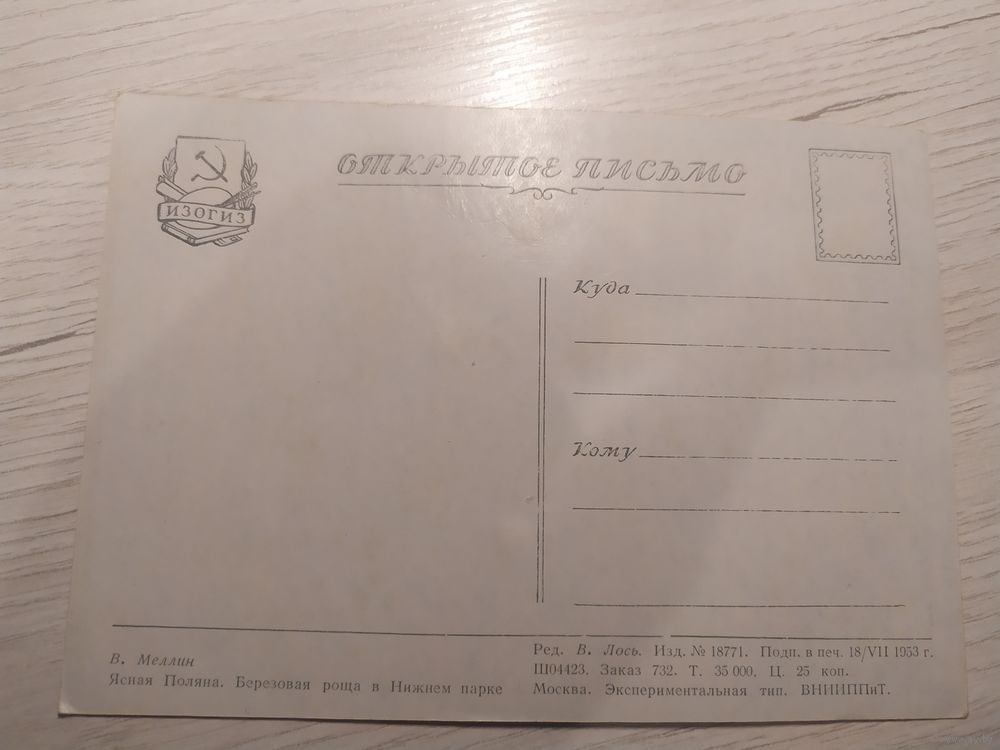 ОТКРЫТОЕ ПИСЬМО
ИЗОГИЗ
Куда
Кому
В. Меллин
Ясная Поляна. Березовая роща в Нижнем парке
Ред. В. Лось. Изд. № 18771. Подп. в печ. 18/VII 1953 г.
Ш04423. Заказ 732. Т. 35 000. Ц. 25 коп.
Москва. Экспериментальная тип. ВНИИППиТ.